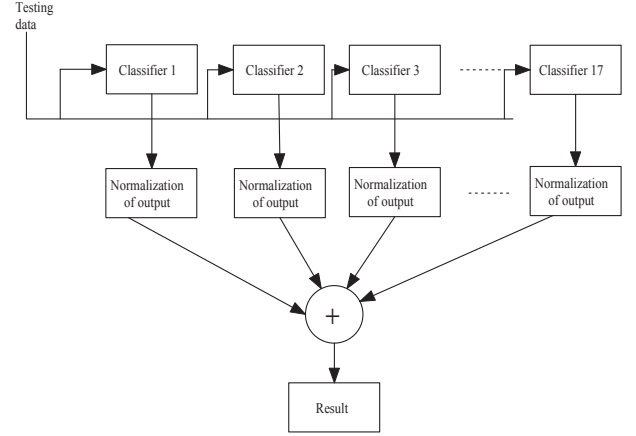 Testing
data
Classifier 1
Classifier 2
Classifier 3
Classifier 17
Normalization
of output
Normalization
of output
Normalization
of output
Normalization
of output
+
Result